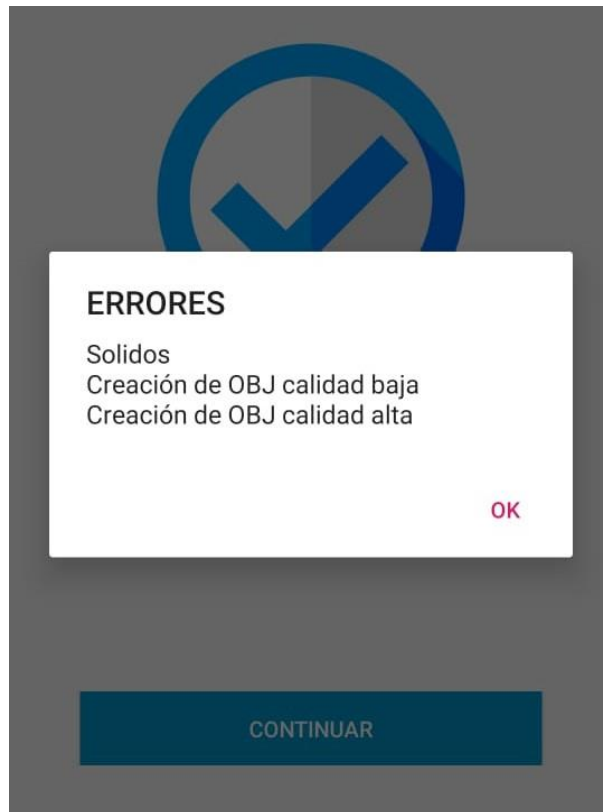 ERRORES
Solidos
Creación de OBJ calidad baja
Creación de OBJ calidad alta
OK
CONTINUAR